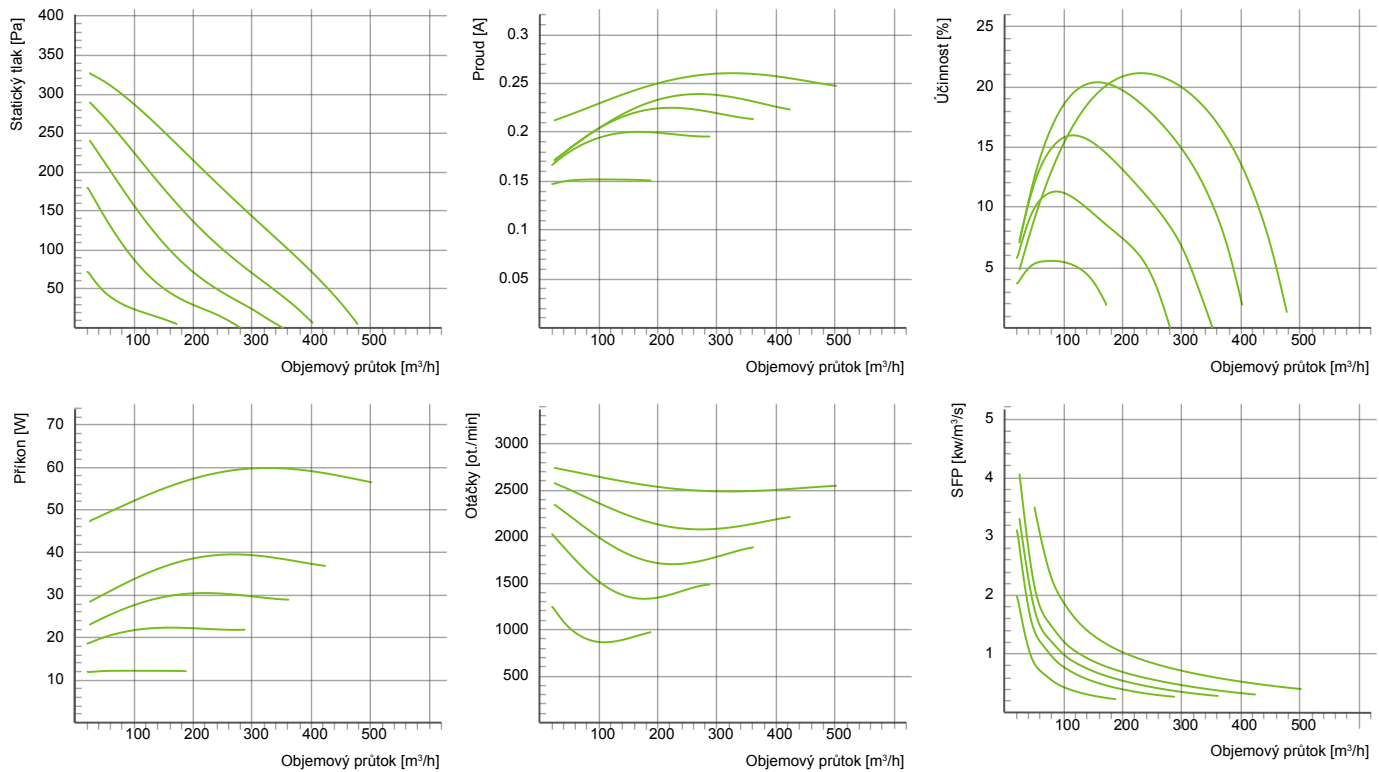 Statický tlak [Pa]
400
350
300
250
200
150
100
50
100 200 300 400 500
Objemový průtok [m³/h]
Proud [A]
0.3
0.25
0.2
0.15
0.1
0.05
100 200 300 400 500
Objemový průtok [m³/h]
Účinnost [%]
25
20
15
10
5
100 200 300 400 500
Objemový průtok [m³/h]
Příkon [W]
70
60
50
40
30
20
10
100 200 300 400 500
Objemový průtok [m³/h]
Otáčky [ot./min]
3000
2500
2000
1500
1000
500
100 200 300 400 500
Objemový průtok [m³/h]
SFP [kw/m³/s]
5
4
3
2
1
100 200 300 400 500
Objemový průtok [m³/h]